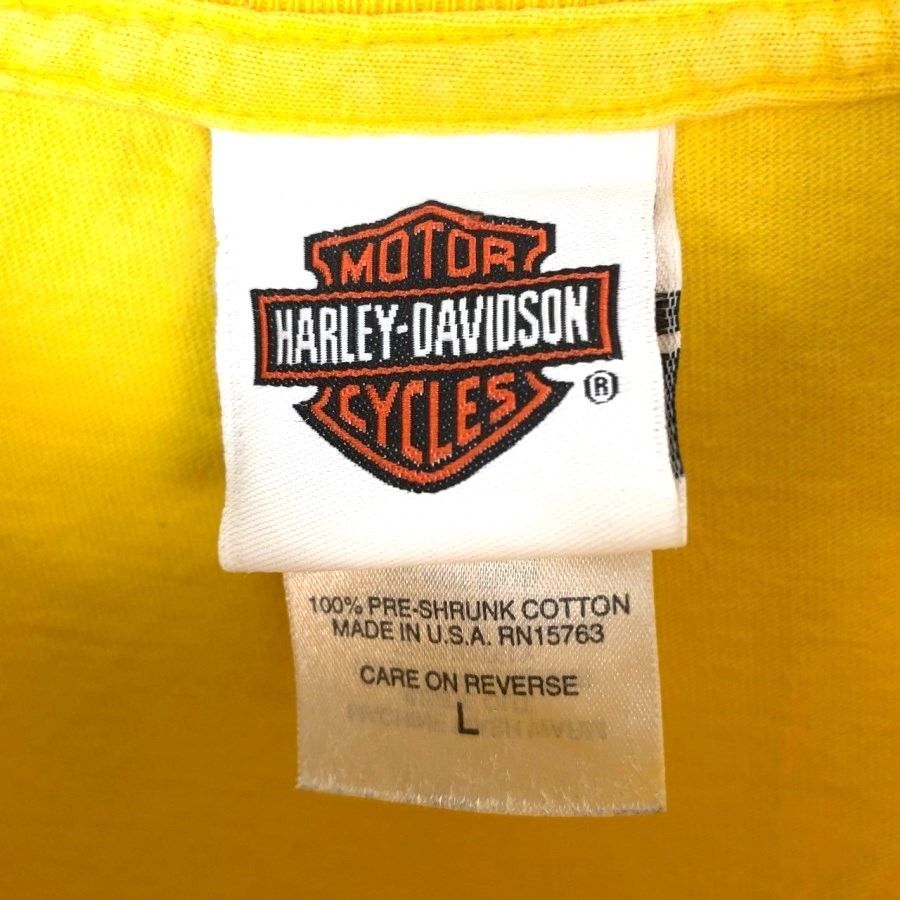 MOTOR
HARLEY-DAVIDSON
CYCLES
®
100% PRE-SHRUNK COTTON
MADE IN U.S.A. RN15763
CARE ON REVERSE
L